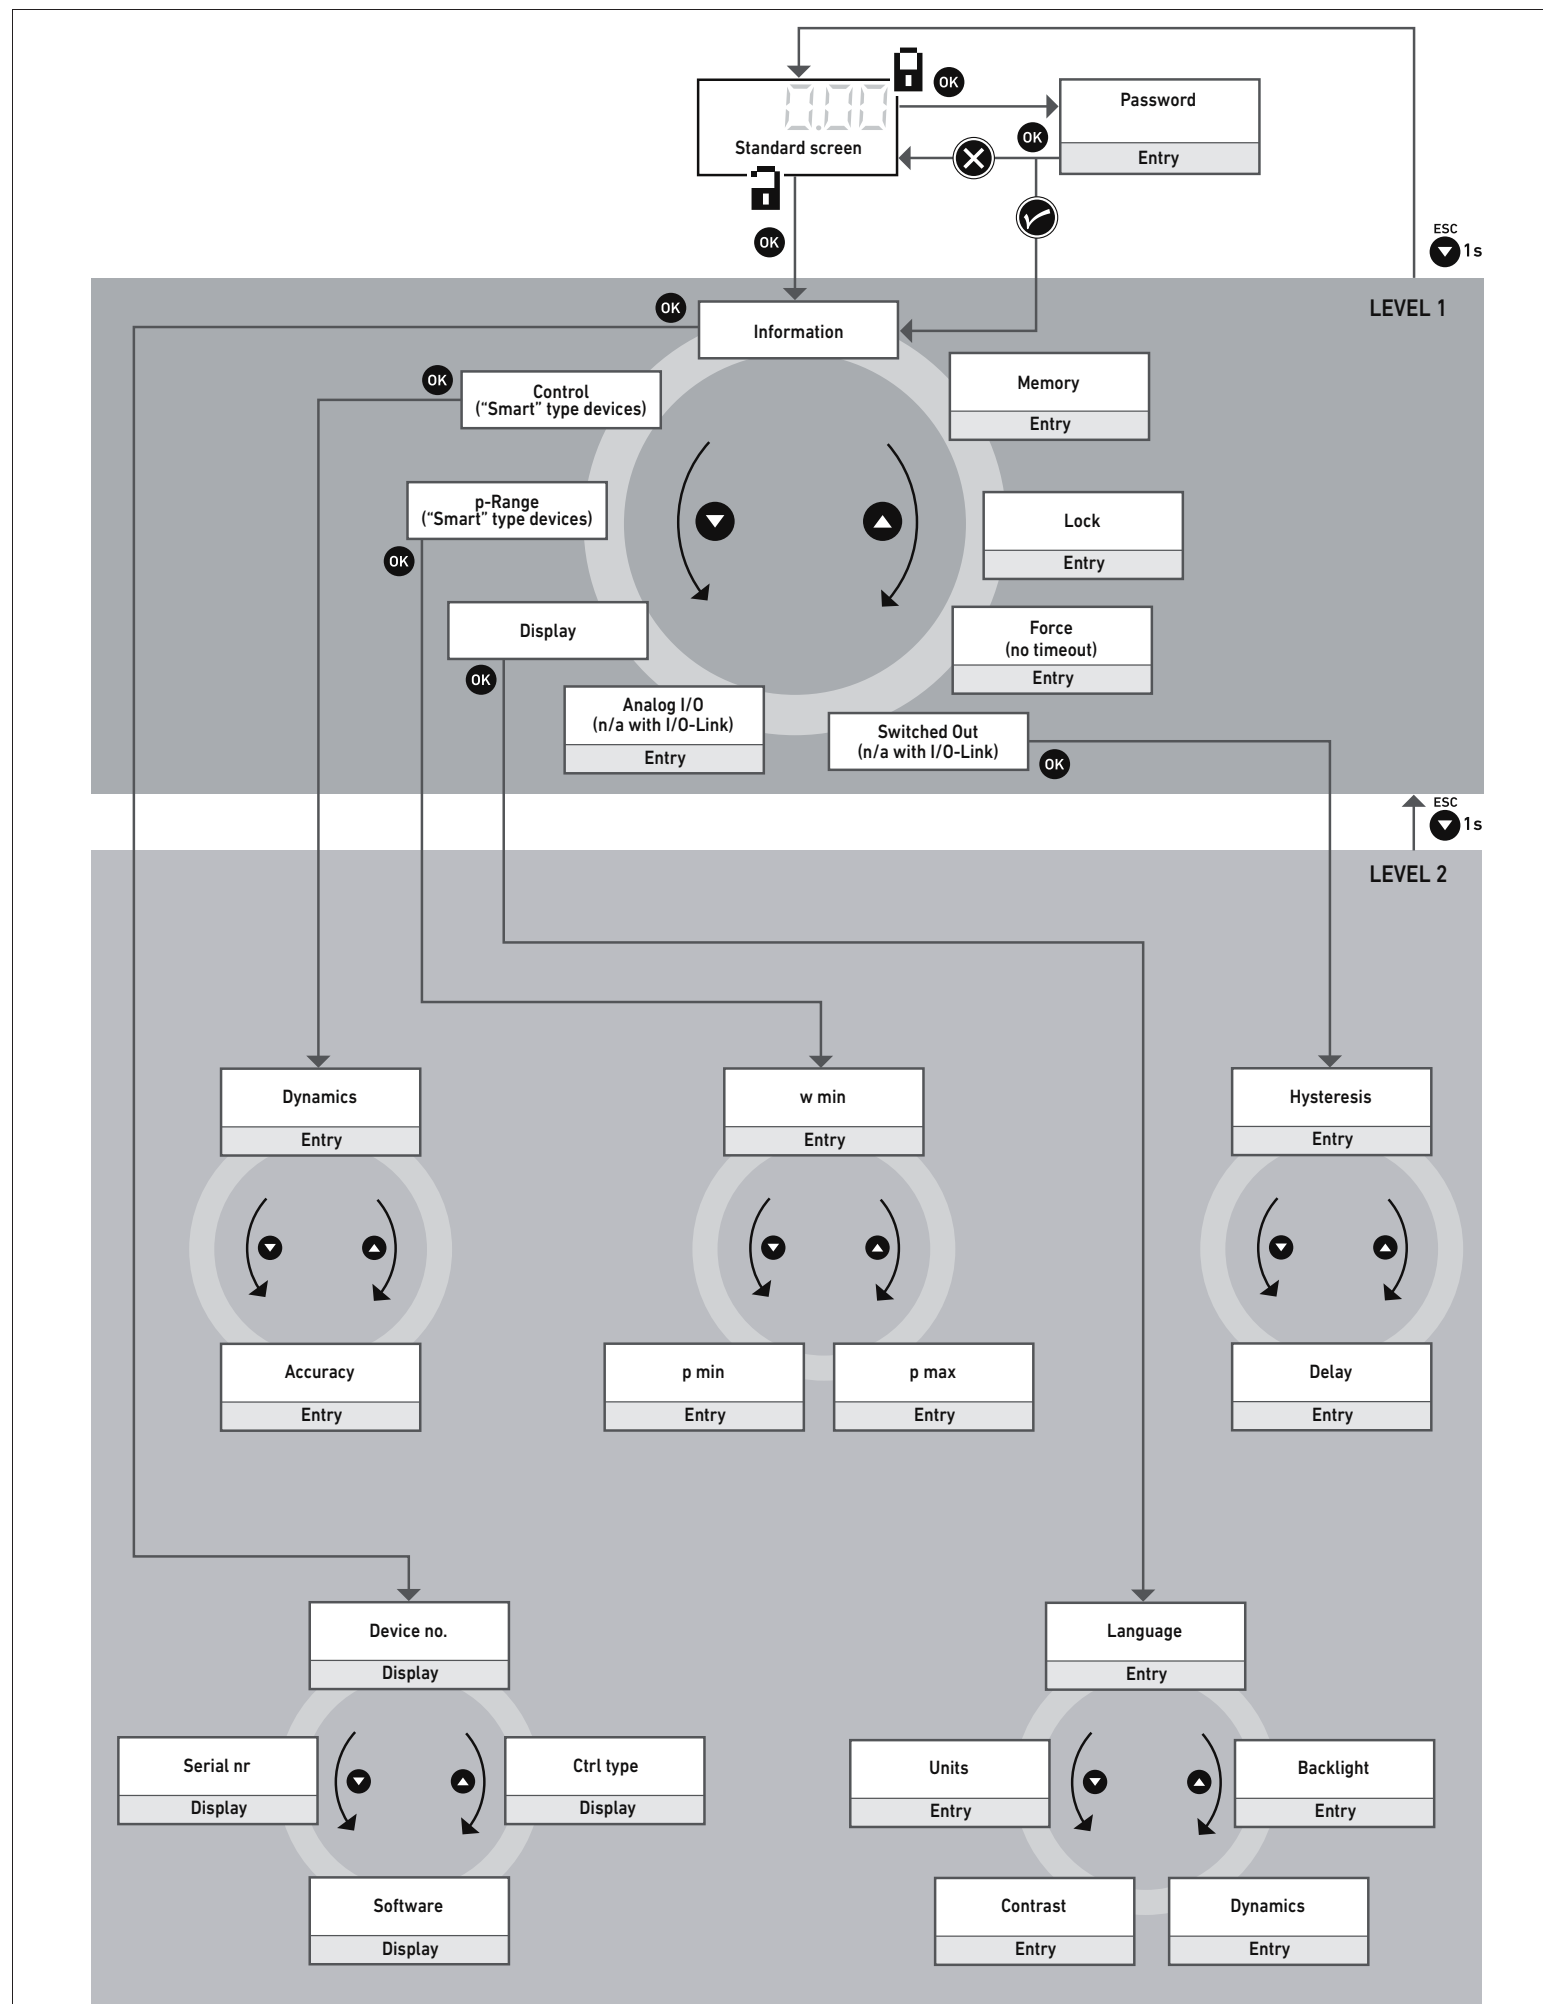 OK
Password
0.00
Standard screen
OK
Entry
OK
ESC
1s
LEVEL 1
OK
Information
OK
Control
(“Smart” type devices)
Memory
Entry
p-Range
(“Smart” type devices)
OK
Lock
Entry
Display
OK
Force
(no timeout)
Entry
Analog I/O
(n/a with I/O-Link)
Entry
Switched Out
(n/a with I/O-Link)
OK
ESC
1s
LEVEL 2
Dynamics
Entry
w min
Entry
Hysteresis
Entry
Accuracy
Entry
p min
Entry
p max
Entry
Delay
Entry
Device no.
Display
Language
Entry
Serial nr
Display
Ctrl type
Display
Units
Entry
Backlight
Entry
Software
Display
Contrast
Entry
Dynamics
Entry